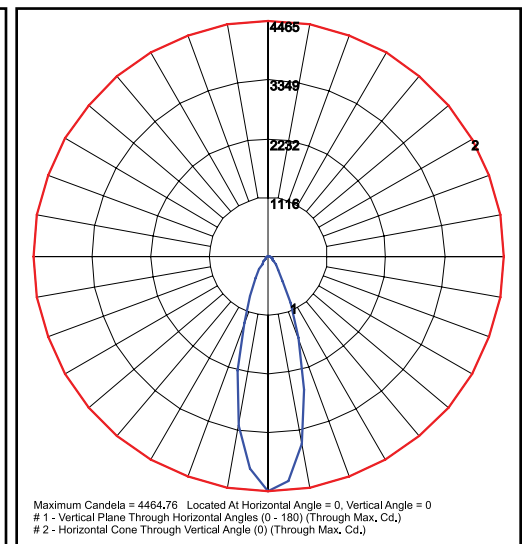 4465
3349
2232
2
1116
1
Maximum Candela = 4464.76 Located At Horizontal Angle = 0, Vertical Angle = 0
# 1 - Vertical Plane Through Horizontal Angles (0 - 180) (Through Max. Cd.)
# 2 - Horizontal Cone Through Vertical Angle (0) (Through Max. Cd.)